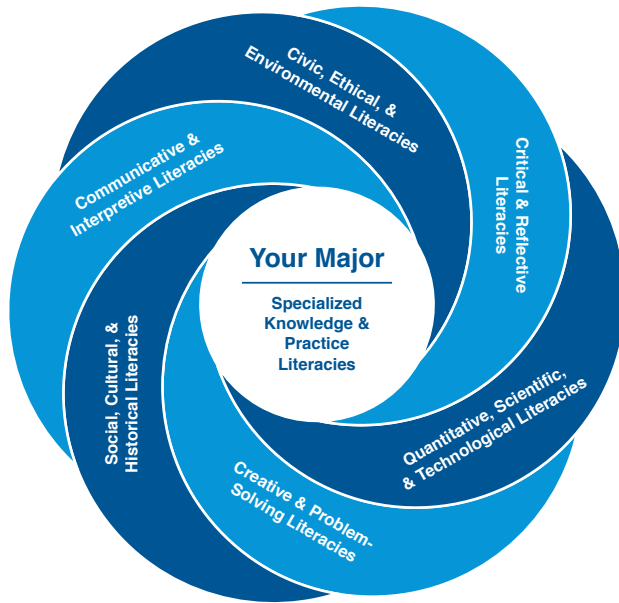 Civic, Ethical, &
Environmental Literacies
Critical & Reflective
Literacies
Quantitative, Scientific,
& Technological Literacies
Creative & Problem-
Solving Literacies
Social, Cultural, &
Historical Literacies
Communicative &
Interpretive Literacies
Your Major
Specialized
Knowledge &
Practice
Literacies